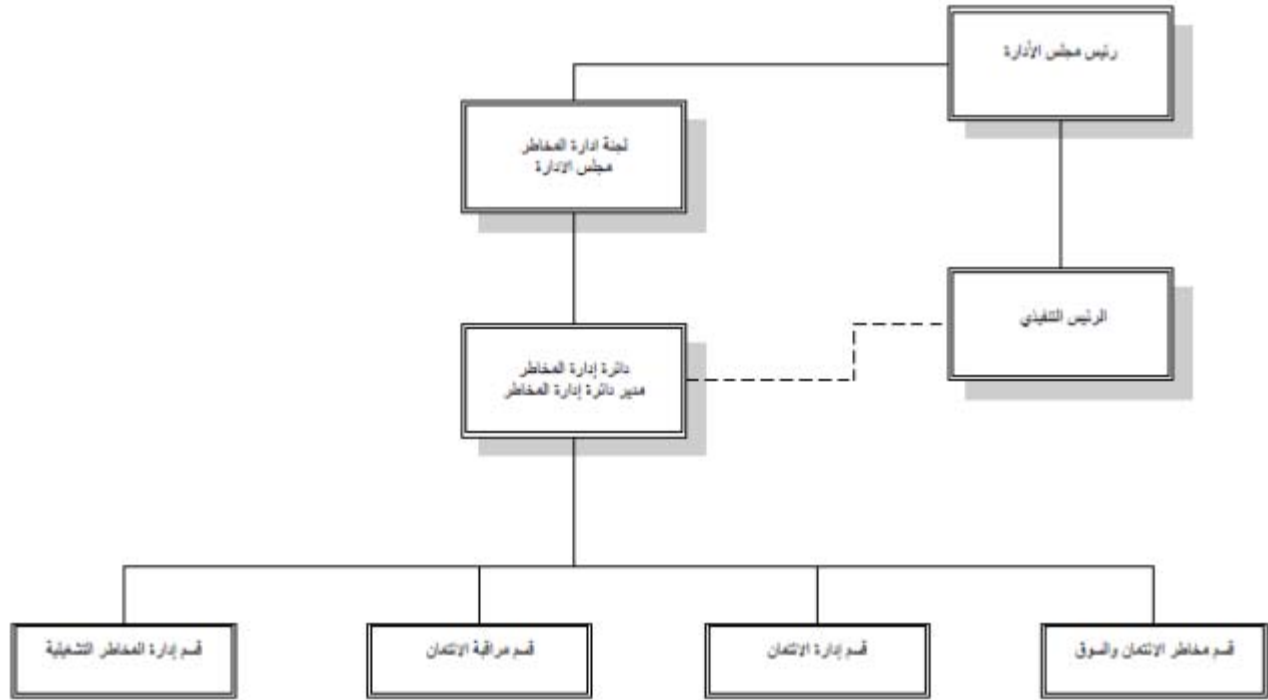 رئيس مجلس الأدارة
لجنة ادارة المخاطر
مجلس الادارة
الرئيس التنفيذي
دائرة إدارة المخاطر
مدير دائرة إدارة المخاطر
قسم مخاطر الائتمان والسوق
قسم إدارة الائتمان
قسم مراقبة الائتمان
قسم إدارة المخاطر التشغيلية